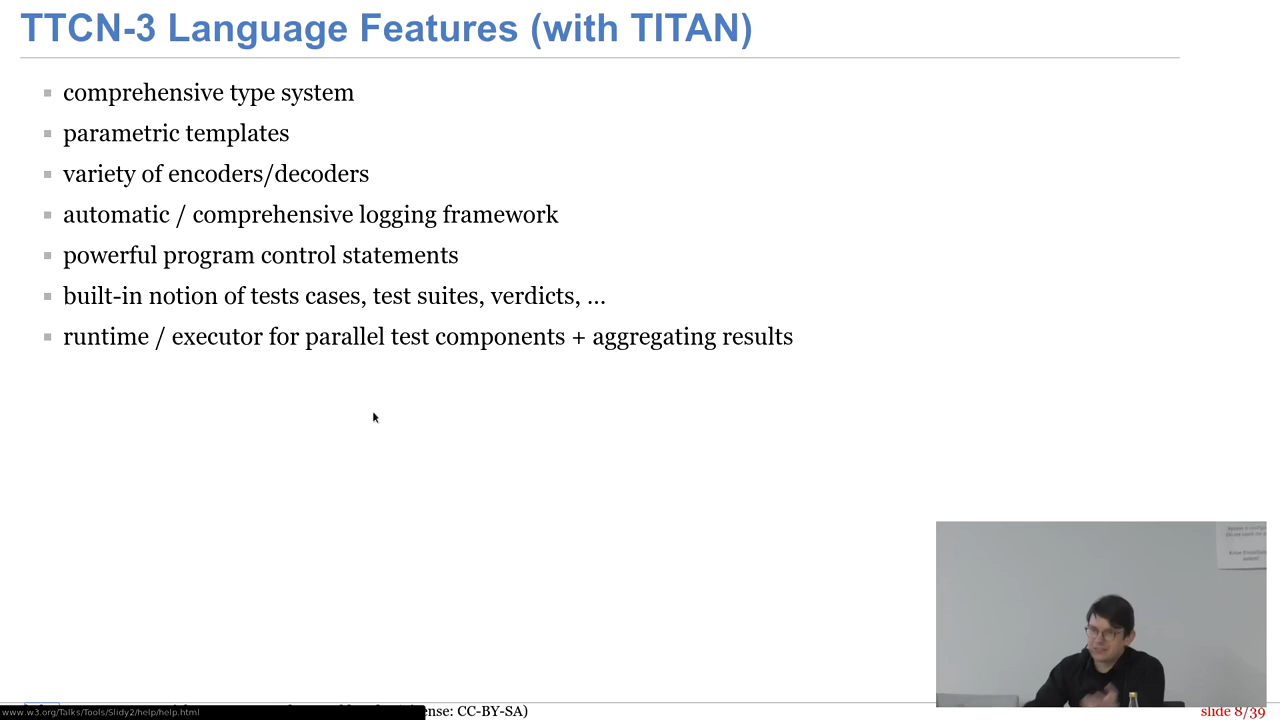 TTCN-3 Language Features (with TITAN)
comprehensive type system
parametric templates
variety of encoders/decoders
automatic / comprehensive logging framework
powerful program control statements
built-in notion of tests cases, test suites, verdicts, ...
runtime / executor for parallel test components + aggregating results
www.w3.org/Talks/Tools/Slidy2/help/help.html
ense: CC-BY-SA)
slide 8/39